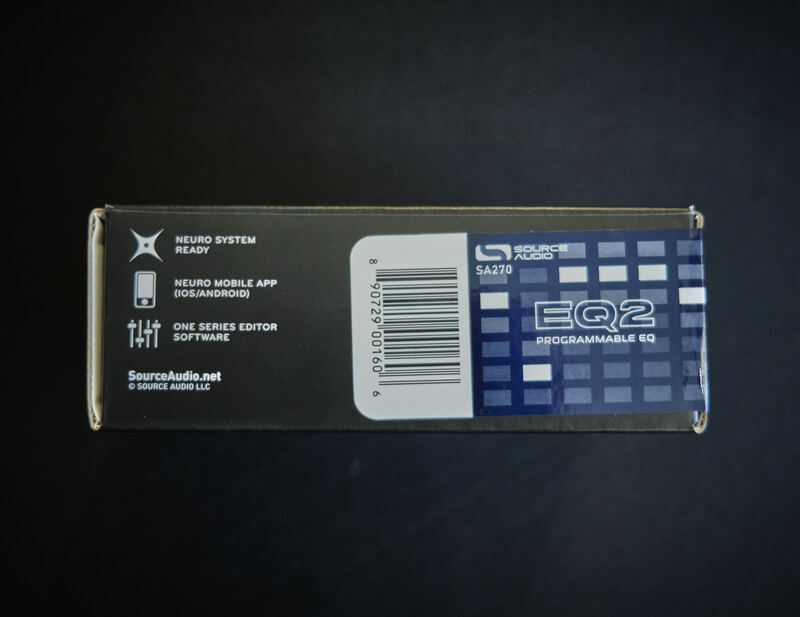 NEURO SYSTEM
READY
NEURO MOBILE APP
(IOS/ANDROID)
ONE SERIES EDITOR
SOFTWARE
SourceAudio.net
© SOURCE AUDIO LLC
8 90729 00160 6
SOURCE
AUDIO
SA270
EQ2
PROGRAMMABLE EQ